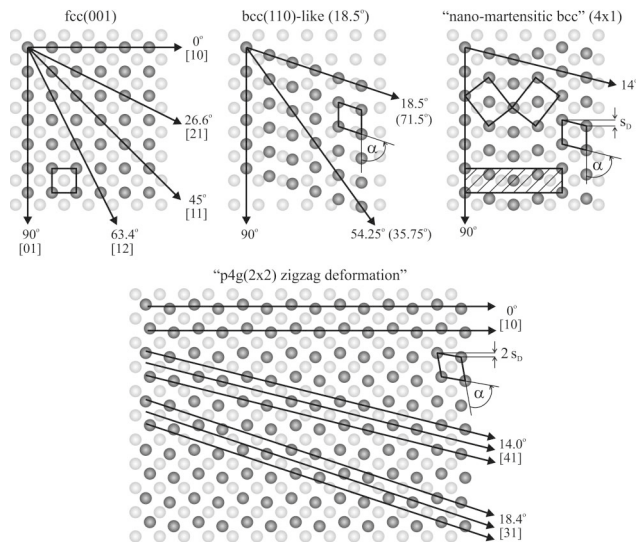 fcc(001)
0°
[10]
26.6°
[21]
45°
[11]
90°
[01]
63.4°
[12]
bcc(110)-like (18.5°)
18.5°
(71.5°)
α
90°
54.25° (35.75°)
“nano-martensitic bcc” (4x1)
14°
s_D
α
90°
“p4g(2x2) zigzag deformation”
0°
[10]
2 s_D
α
14.0°
[41]
18.4°
[31]